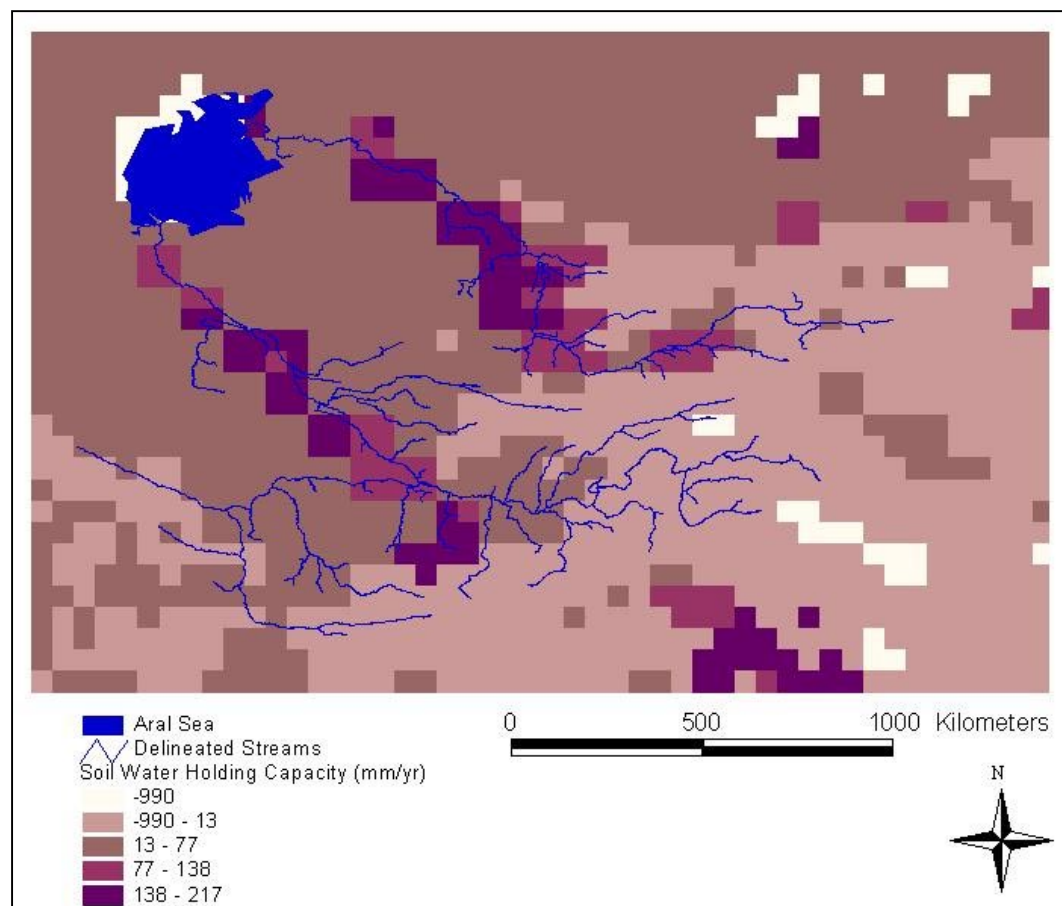 Aral Sea
Delineated Streams
Soil Water Holding Capacity (mm/yr)
-990
-990 - 13
13 - 77
77 - 138
138 - 217
0 500 1000 Kilometers
N